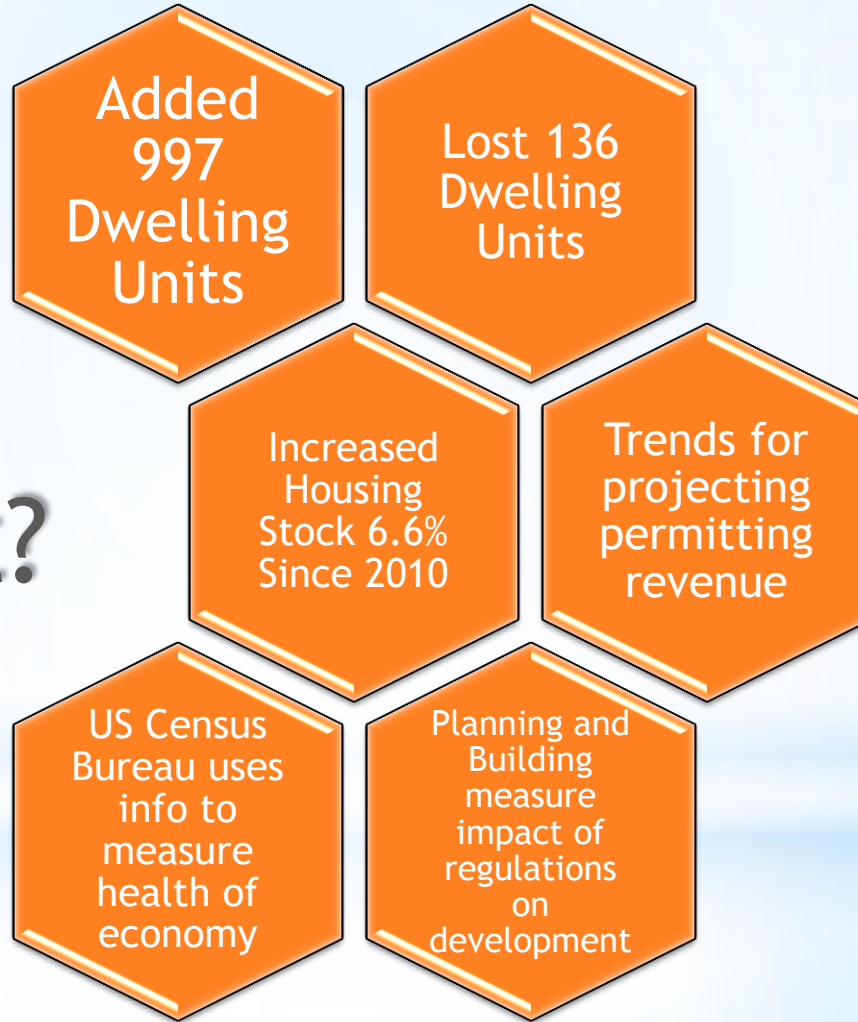 Added
997
Dwelling
Units
Lost 136
Dwelling
Units
Increased
Housing
Stock 6.6%
Since 2010
Trends for
projecting
permitting
revenue
US Census
Bureau uses
info to
measure
health of
economy
Planning and
Building
measure
impact of
regulations
on
development